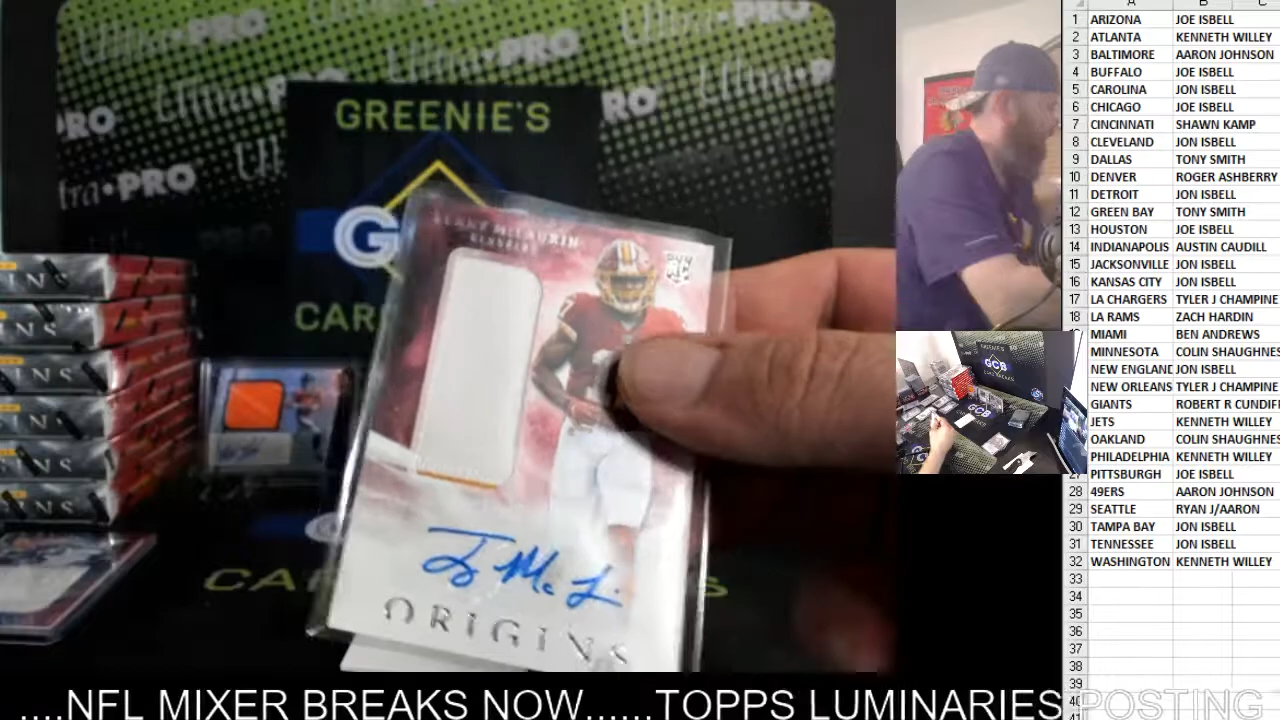 Ultra•PRO
GREENIE'S
G
TERRY McLAURIN
ORIGINS
GCB
A B C
1 ARIZONA JOE ISBELL
2 ATLANTA KENNETH WILLEY
3 BALTIMORE AARON JOHNSON
4 BUFFALO JOE ISBELL
5 CAROLINA JON ISBELL
6 CHICAGO JOE ISBELL
7 CINCINNATI SHAWN KAMP
8 CLEVELAND JON ISBELL
9 DALLAS TONY SMITH
10 DENVER ROGER ASHBERRY
11 DETROIT JON ISBELL
12 GREEN BAY TONY SMITH
13 HOUSTON JOE ISBELL
14 INDIANAPOLIS AUSTIN CAUDILL
15 JACKSONVILLE JON ISBELL
16 KANSAS CITY JON ISBELL
17 LA CHARGERS TYLER J CHAMPINE
18 LA RAMS ZACH HARDIN
MIAMI BEN ANDREWS
MINNESOTA COLIN SHAUGHNES
NEW ENGLAND JON ISBELL
NEW ORLEANS TYLER J CHAMPINE
GIANTS ROBERT R CUNDIFF
JETS KENNETH WILLEY
OAKLAND COLIN SHAUGHNES
PHILADELPHIA KENNETH WILLEY
PITTSBURGH JOE ISBELL
28 49ERS AARON JOHNSON
29 SEATTLE RYAN J/AARON
30 TAMPA BAY JON ISBELL
31 TENNESSEE JON ISBELL
32 WASHINGTON KENNETH WILLEY
33
34
35
36
37
38
39
40
....NFL MIXER BREAKS NOW......TOPPS LUMINARIES POSTING